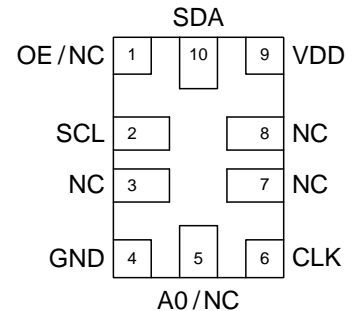 SDA
OE/NC 1 10 9 VDD
SCL 2 8 NC
NC 3 7 NC
GND 4 5 6 CLK
A0/NC